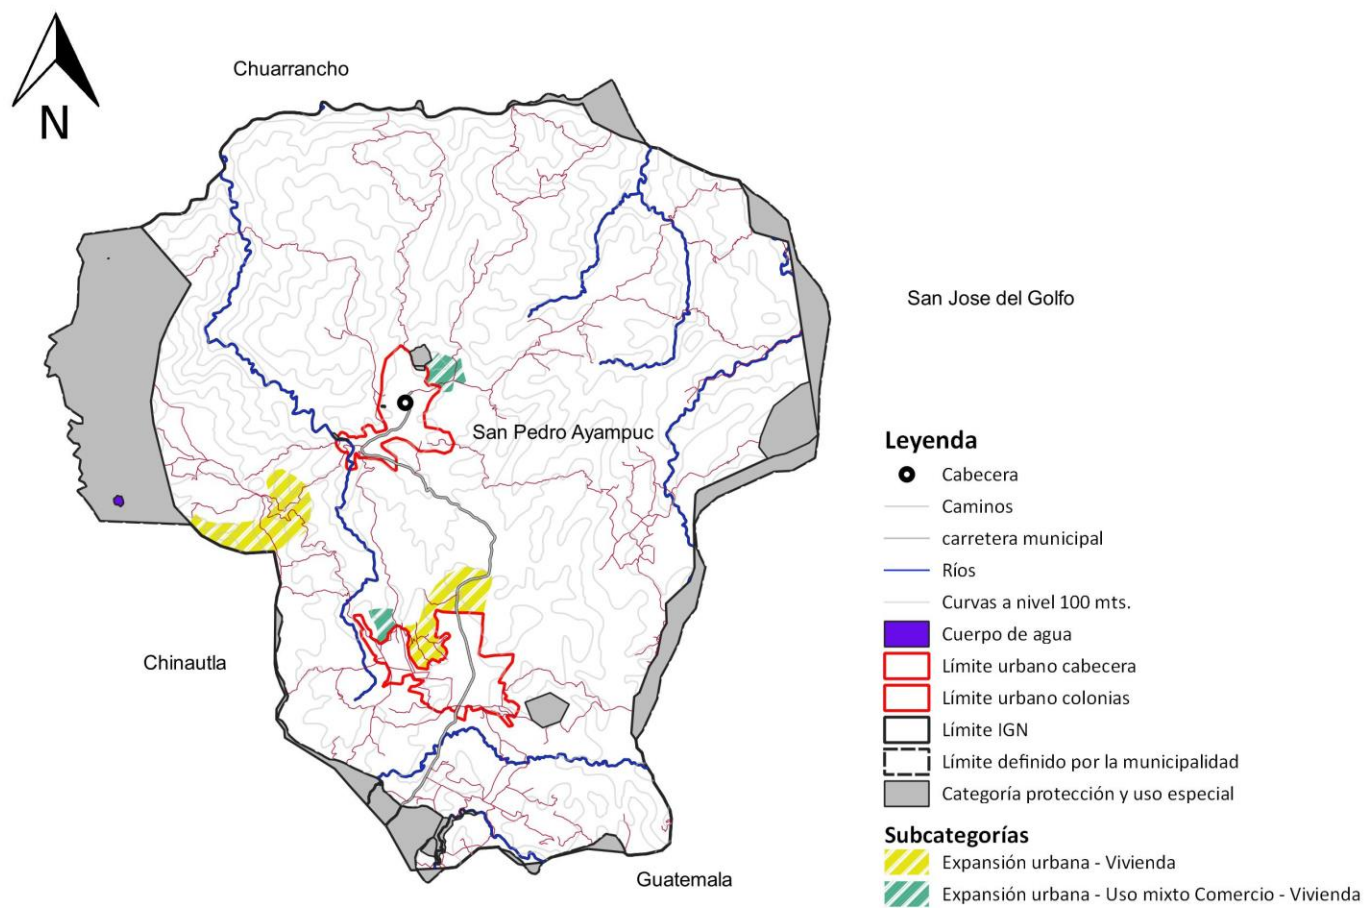 N
Chuarrancho
San Jose del Golfo
San Pedro Ayampuc
Chinautla
Guatemala
Leyenda
Cabecera
Caminos
carretera municipal
Ríos
Curvas a nivel 100 mts.
Cuerpo de agua
Límite urbano cabecera
Límite urbano colonias
Límite IGN
Límite definido por la municipalidad
Categoría protección y uso especial
Subcategorías
Expansión urbana - Vivienda
Expansión urbana - Uso mixto Comercio - Vivienda